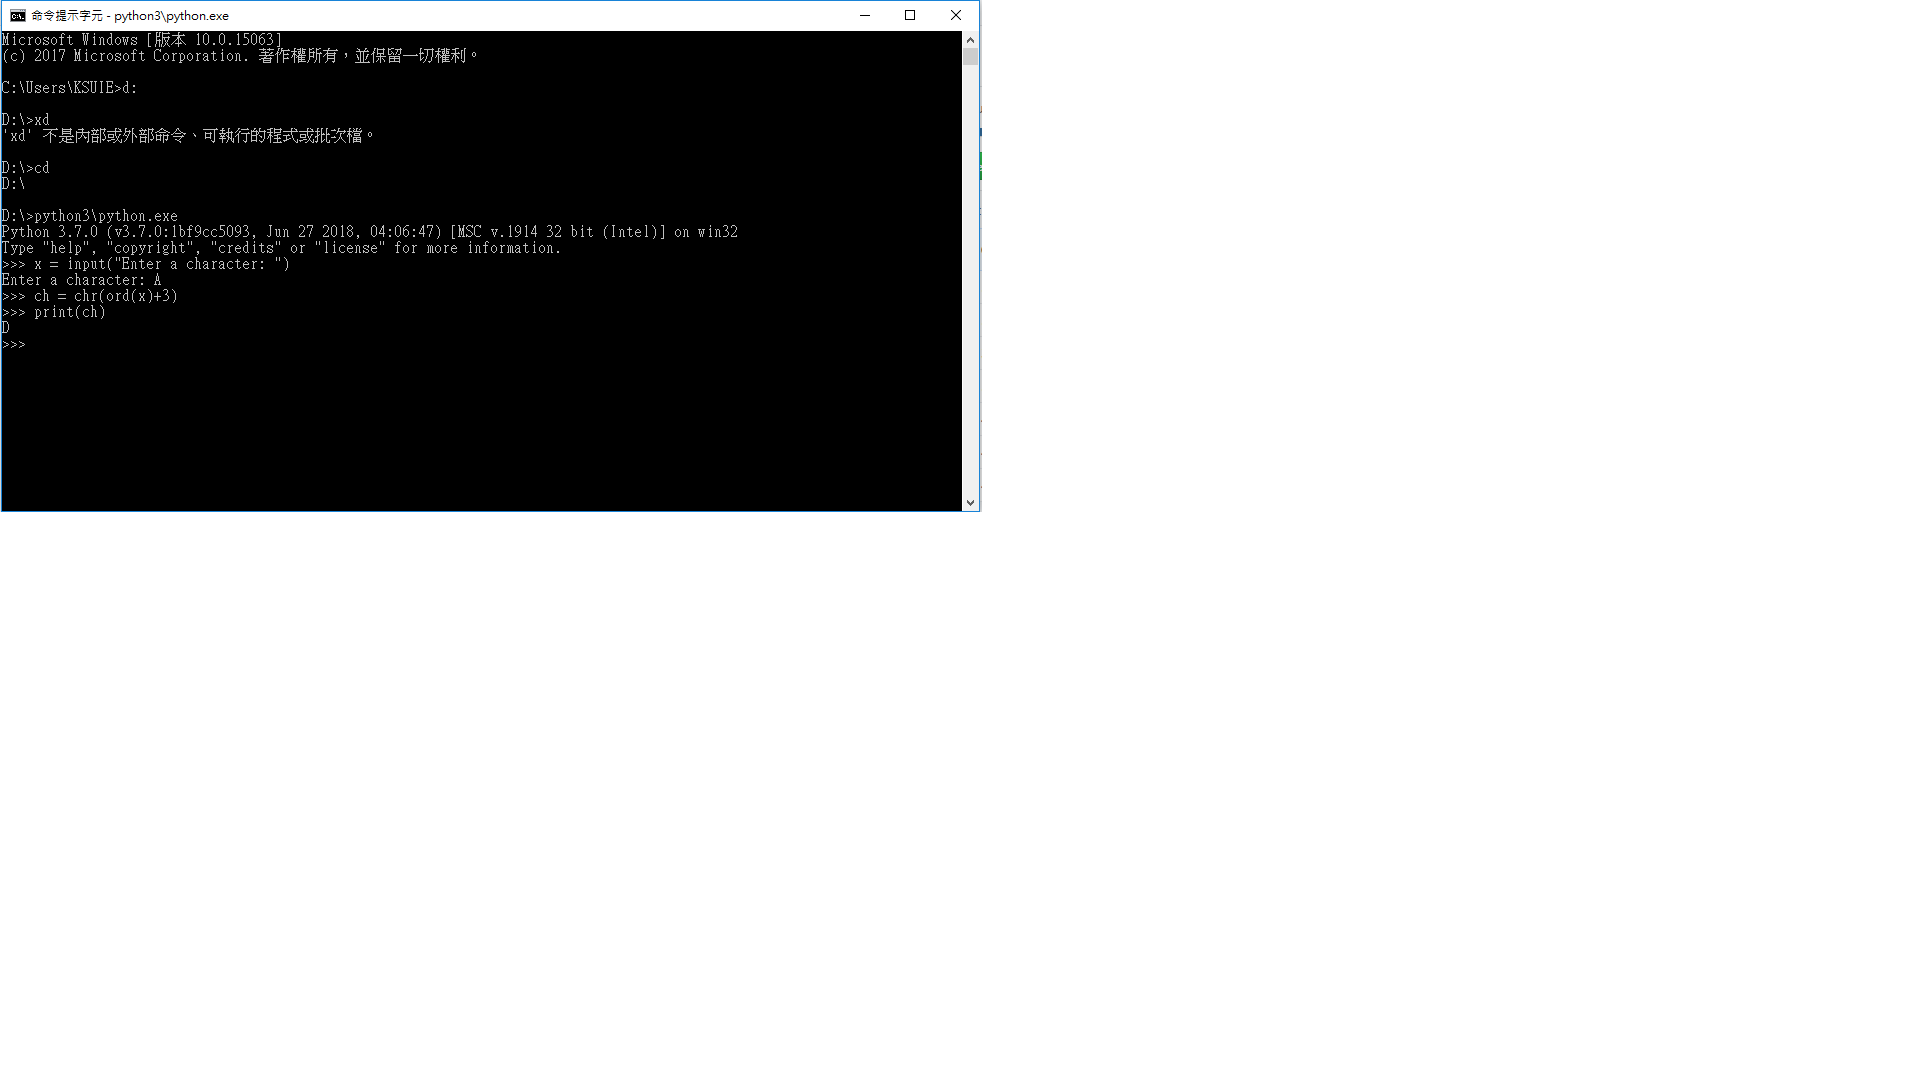 命令提示字元 - python3\python.exe
Microsoft Windows [版本 10.0.15063]
(c) 2017 Microsoft Corporation. 著作權所有，並保留一切權利。
C:\Users\KSUIE>d:
D:\>xd
'xd' 不是內部或外部命令、可執行的程式或批次檔。
D:\>cd
D:\
D:\>python3\python.exe
Python 3.7.0 (v3.7.0:1bf9cc5093, Jun 27 2018, 04:06:47) [MSC v.1914 32 bit (Intel)] on win32
Type "help", "copyright", "credits" or "license" for more information.
>>> x = input("Enter a character: ")
Enter a character: A
>>> ch = chr(ord(x)+3)
>>> print(ch)
D
>>>